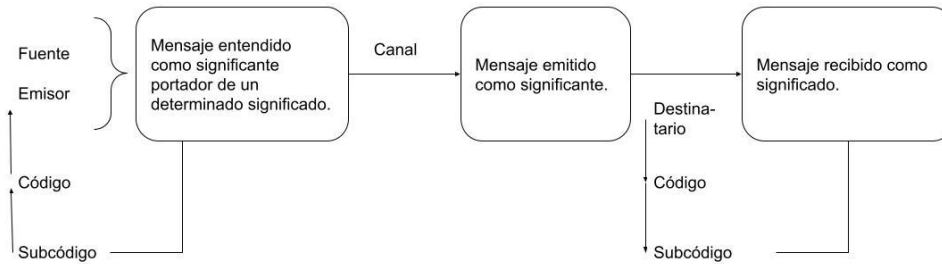 Fuente
Emisor
Código
Subcódigo
Mensaje entendido
como significante
portador de un
determinado significado.
Canal
Mensaje emitido
como significante.
Destina-
tario
Código
Subcódigo
Mensaje recibido como
significado.